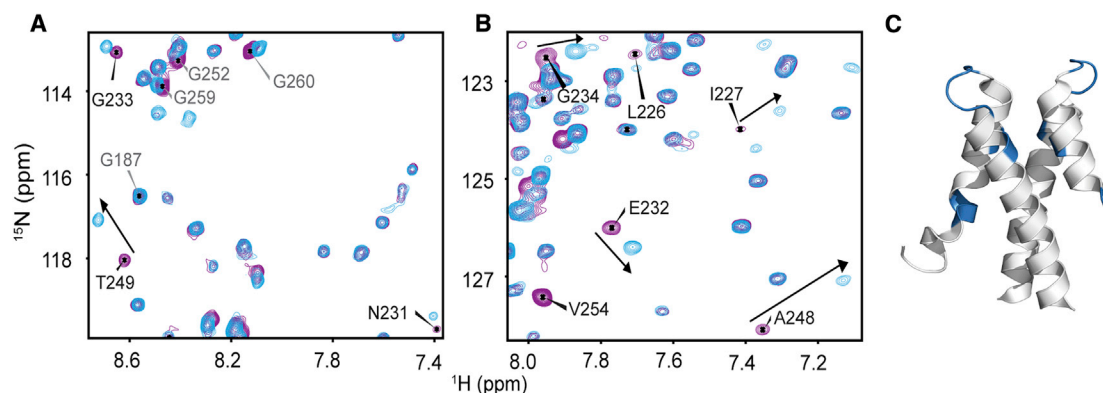 A
B
C
G233
G252
G259
G260
G187
T249
N231
114
116
118
8.6
8.2
7.8
7.4
¹⁵N (ppm)
G234
L226
I227
E232
V254
A248
123
125
127
8.0
7.8
7.6
7.4
7.2
¹H (ppm)